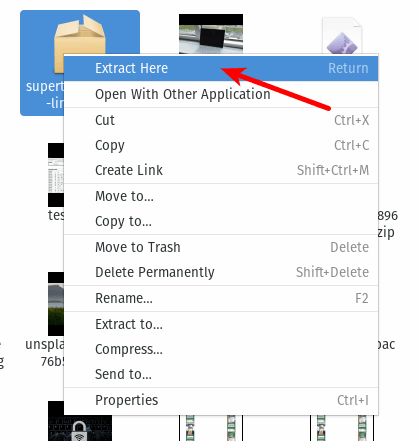 Extract Here Return
supert
-lin
Open With Other Application
Cut Ctrl+X
Copy Ctrl+C
Create Link Shift+Ctrl+M
Move to...
tes
896
Copy to...
zip
Move to Trash Delete
Delete Permanently Shift+Delete
Rename... F2
Extract to...
unspla
pac
Compress...
76b5
g
Send to...
Properties Ctrl+I